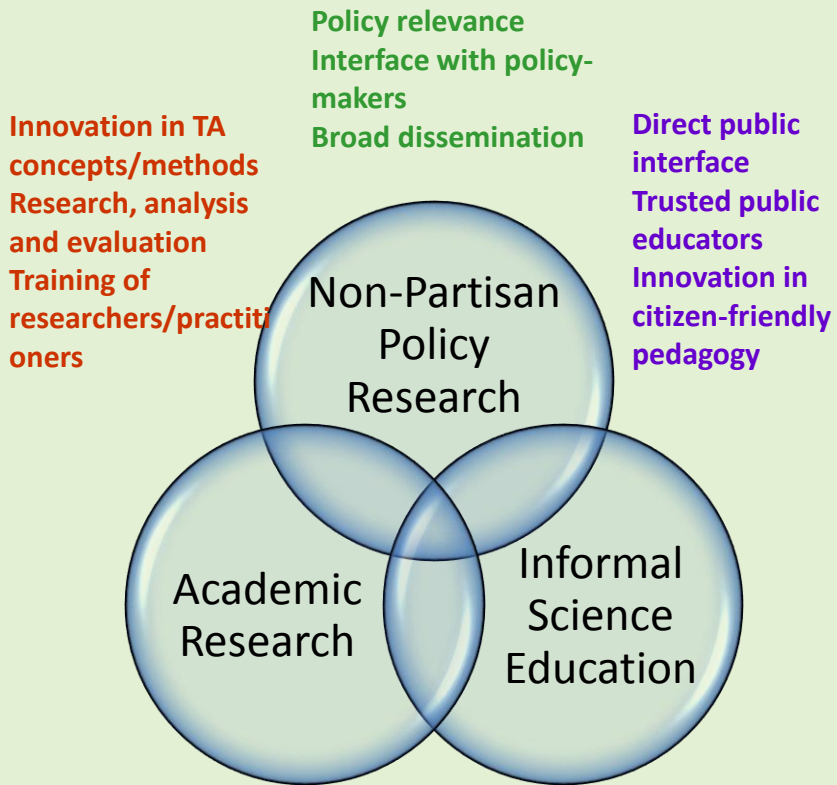 Policy relevance
Interface with policy-
makers
Broad dissemination
Innovation in TA
concepts/methods
Research, analysis
and evaluation
Training of
researchers/practiti
oners
Direct public
interface
Trusted public
educators
Innovation in
citizen-friendly
pedagogy
Non-Partisan
Policy
Research
Academic
Research
Informal
Science
Education